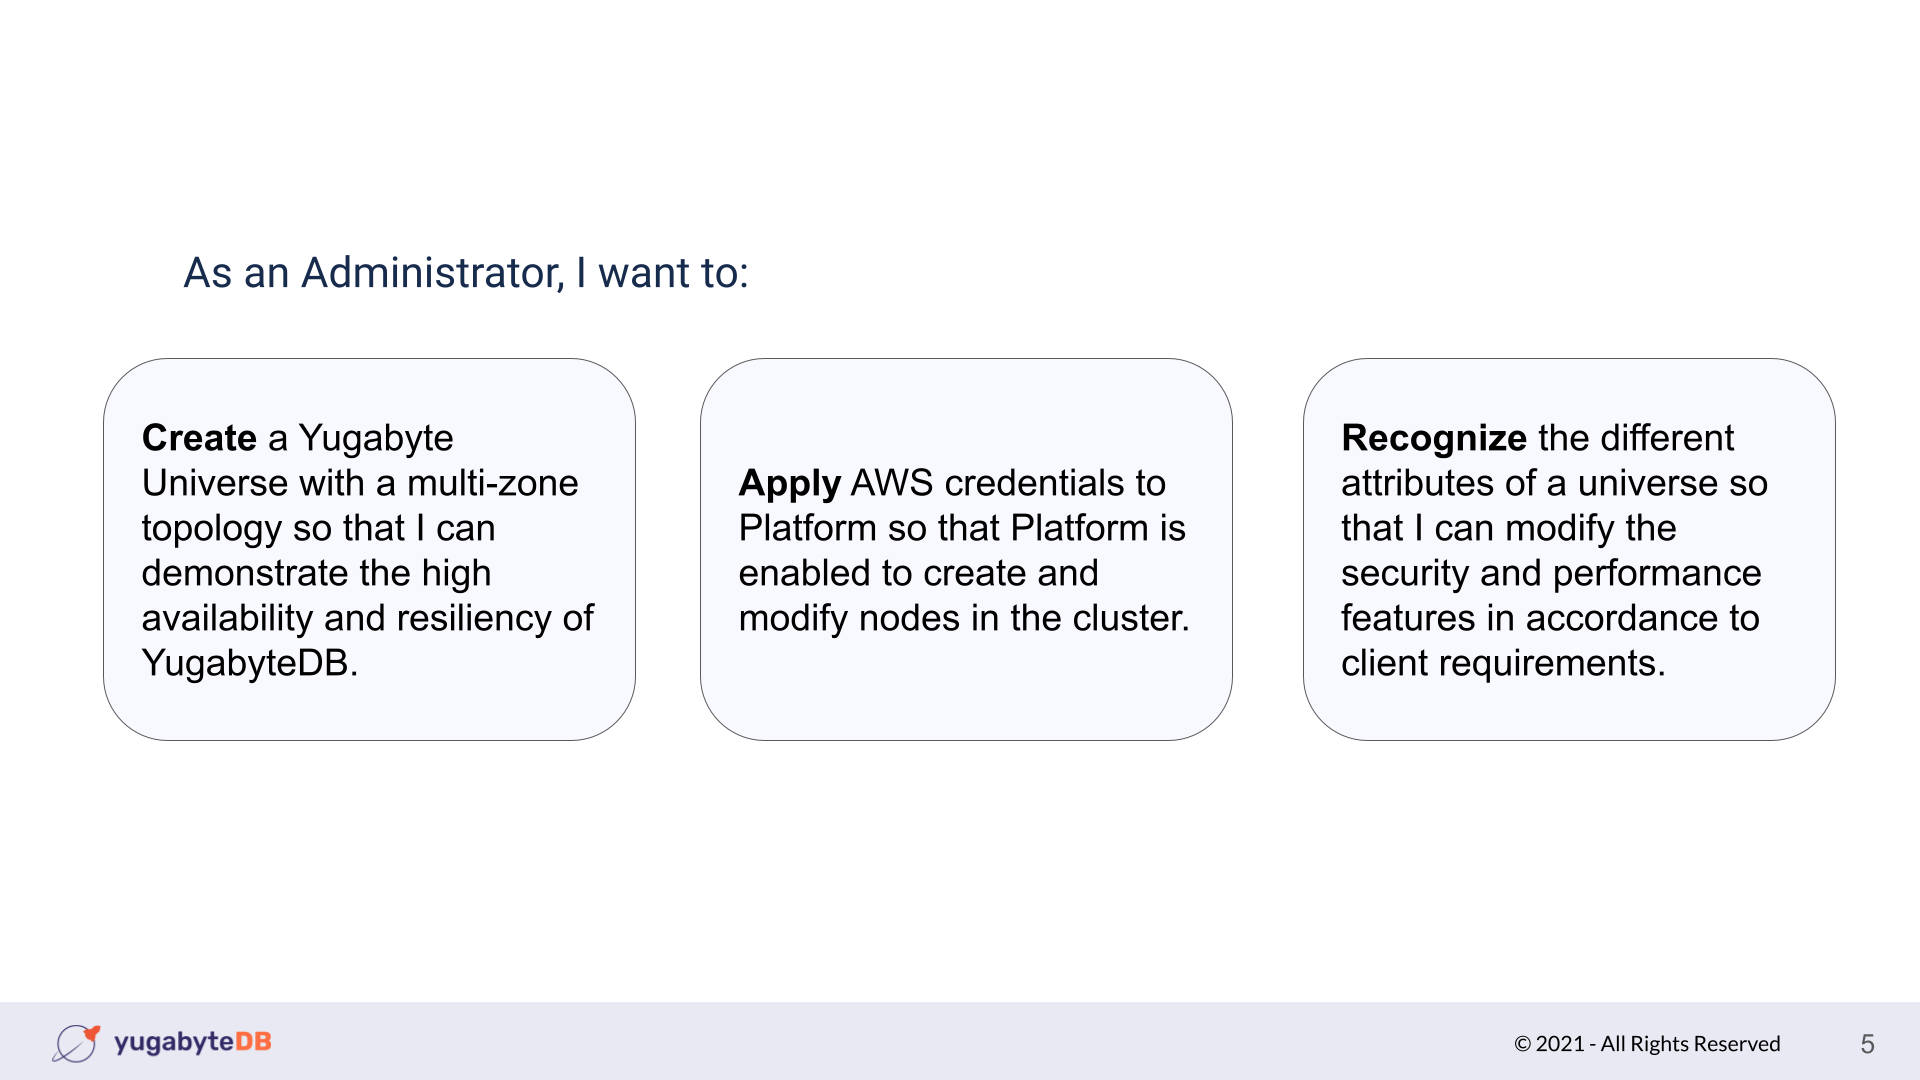 As an Administrator, I want to:
Create a Yugabyte
Universe with a multi-zone
topology so that I can
demonstrate the high
availability and resiliency of
YugabyteDB.
Apply AWS credentials to
Platform so that Platform is
enabled to create and
modify nodes in the cluster.
Recognize the different
attributes of a universe so
that I can modify the
security and performance
features in accordance to
client requirements.
yugabyteDB
© 2021 - All Rights Reserved
5